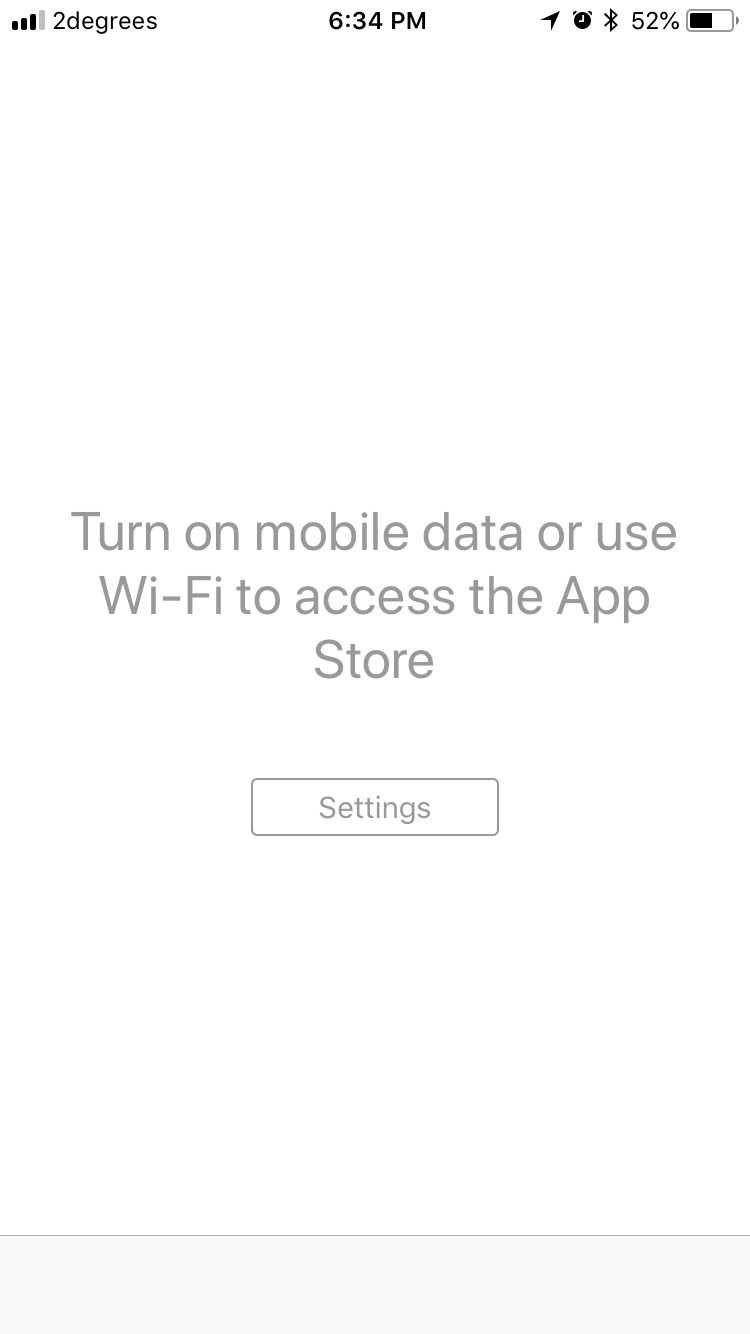 2degrees 6:34 PM 52%
Turn on mobile data or use
Wi-Fi to access the App
Store
Settings